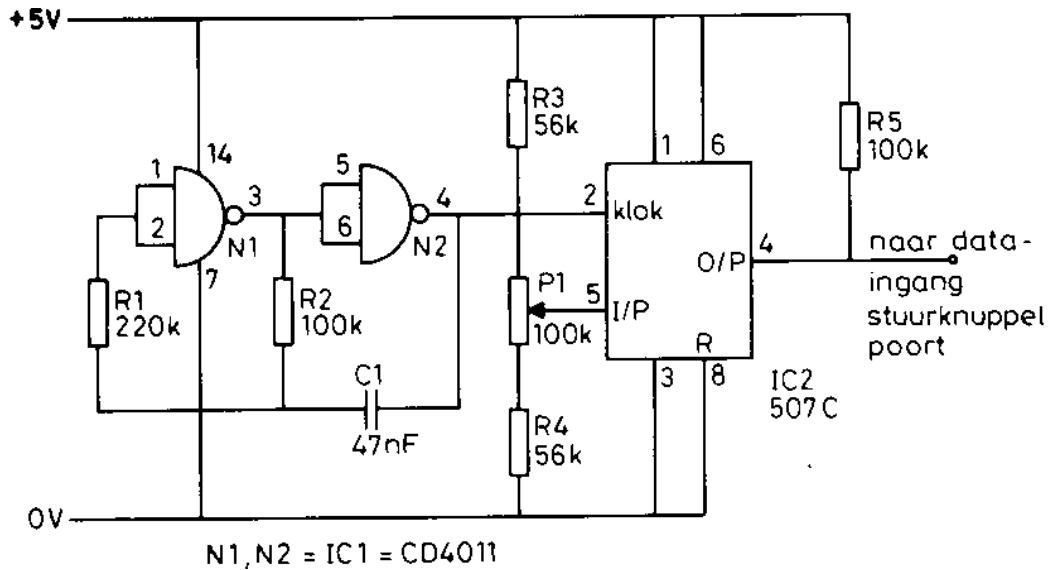 +5V
R3
56k
R5
100k
14
1
2
3
N1
7
5
6
4
N2
1
6
2
klok
O/P
4
naar data-
ingang
stuurknuppel
poort
R1
220k
R2
100k
P1
100k
5
I/P
R
3
8
IC2
507C
C1
47nF
R4
56k
0V
N1,N2 = IC1 = CD4011